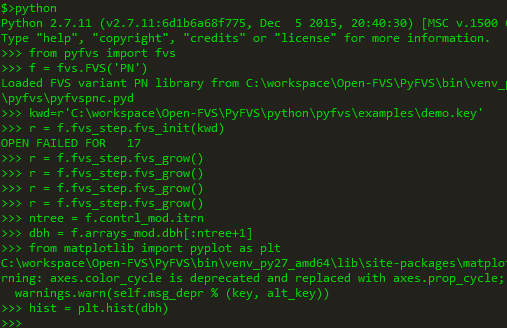 $>python
Python 2.7.11 (v2.7.11:6d1b6a68f775, Dec  5 2015, 20:40:30) [MSC v.1500
Type "help", "copyright", "credits" or "license" for more information.
>>> from pyfvs import fvs
>>> f = fvs.FVS('PN')
Loaded FVS variant PN library from C:\workspace\Open-FVS\PyFVS\bin\venv_p
\pyfvs\pyfvspnc.pyd
>>> kwd=r'C:\workspace\Open-FVS\PyFVS\python\pyfvs\examples\demo.key'
>>> r = f.fvs_step.fvs_init(kwd)
OPEN FAILED FOR   17
>>> r = f.fvs_step.fvs_grow()
>>> r = f.fvs_step.fvs_grow()
>>> r = f.fvs_step.fvs_grow()
>>> r = f.fvs_step.fvs_grow()
>>> ntree = f.contrl_mod.itrn
>>> dbh = f.arrays_mod.dbh[:ntree+1]
>>> from matplotlib import pyplot as plt
C:\workspace\Open-FVS\PyFVS\bin\venv_py27_amd64\lib\site-packages\matplot
rning: axes.color_cycle is deprecated and replaced with axes.prop_cycle;
  warnings.warn(self.msg_depr % (key, alt_key))
>>> hist = plt.hist(dbh)
>>>